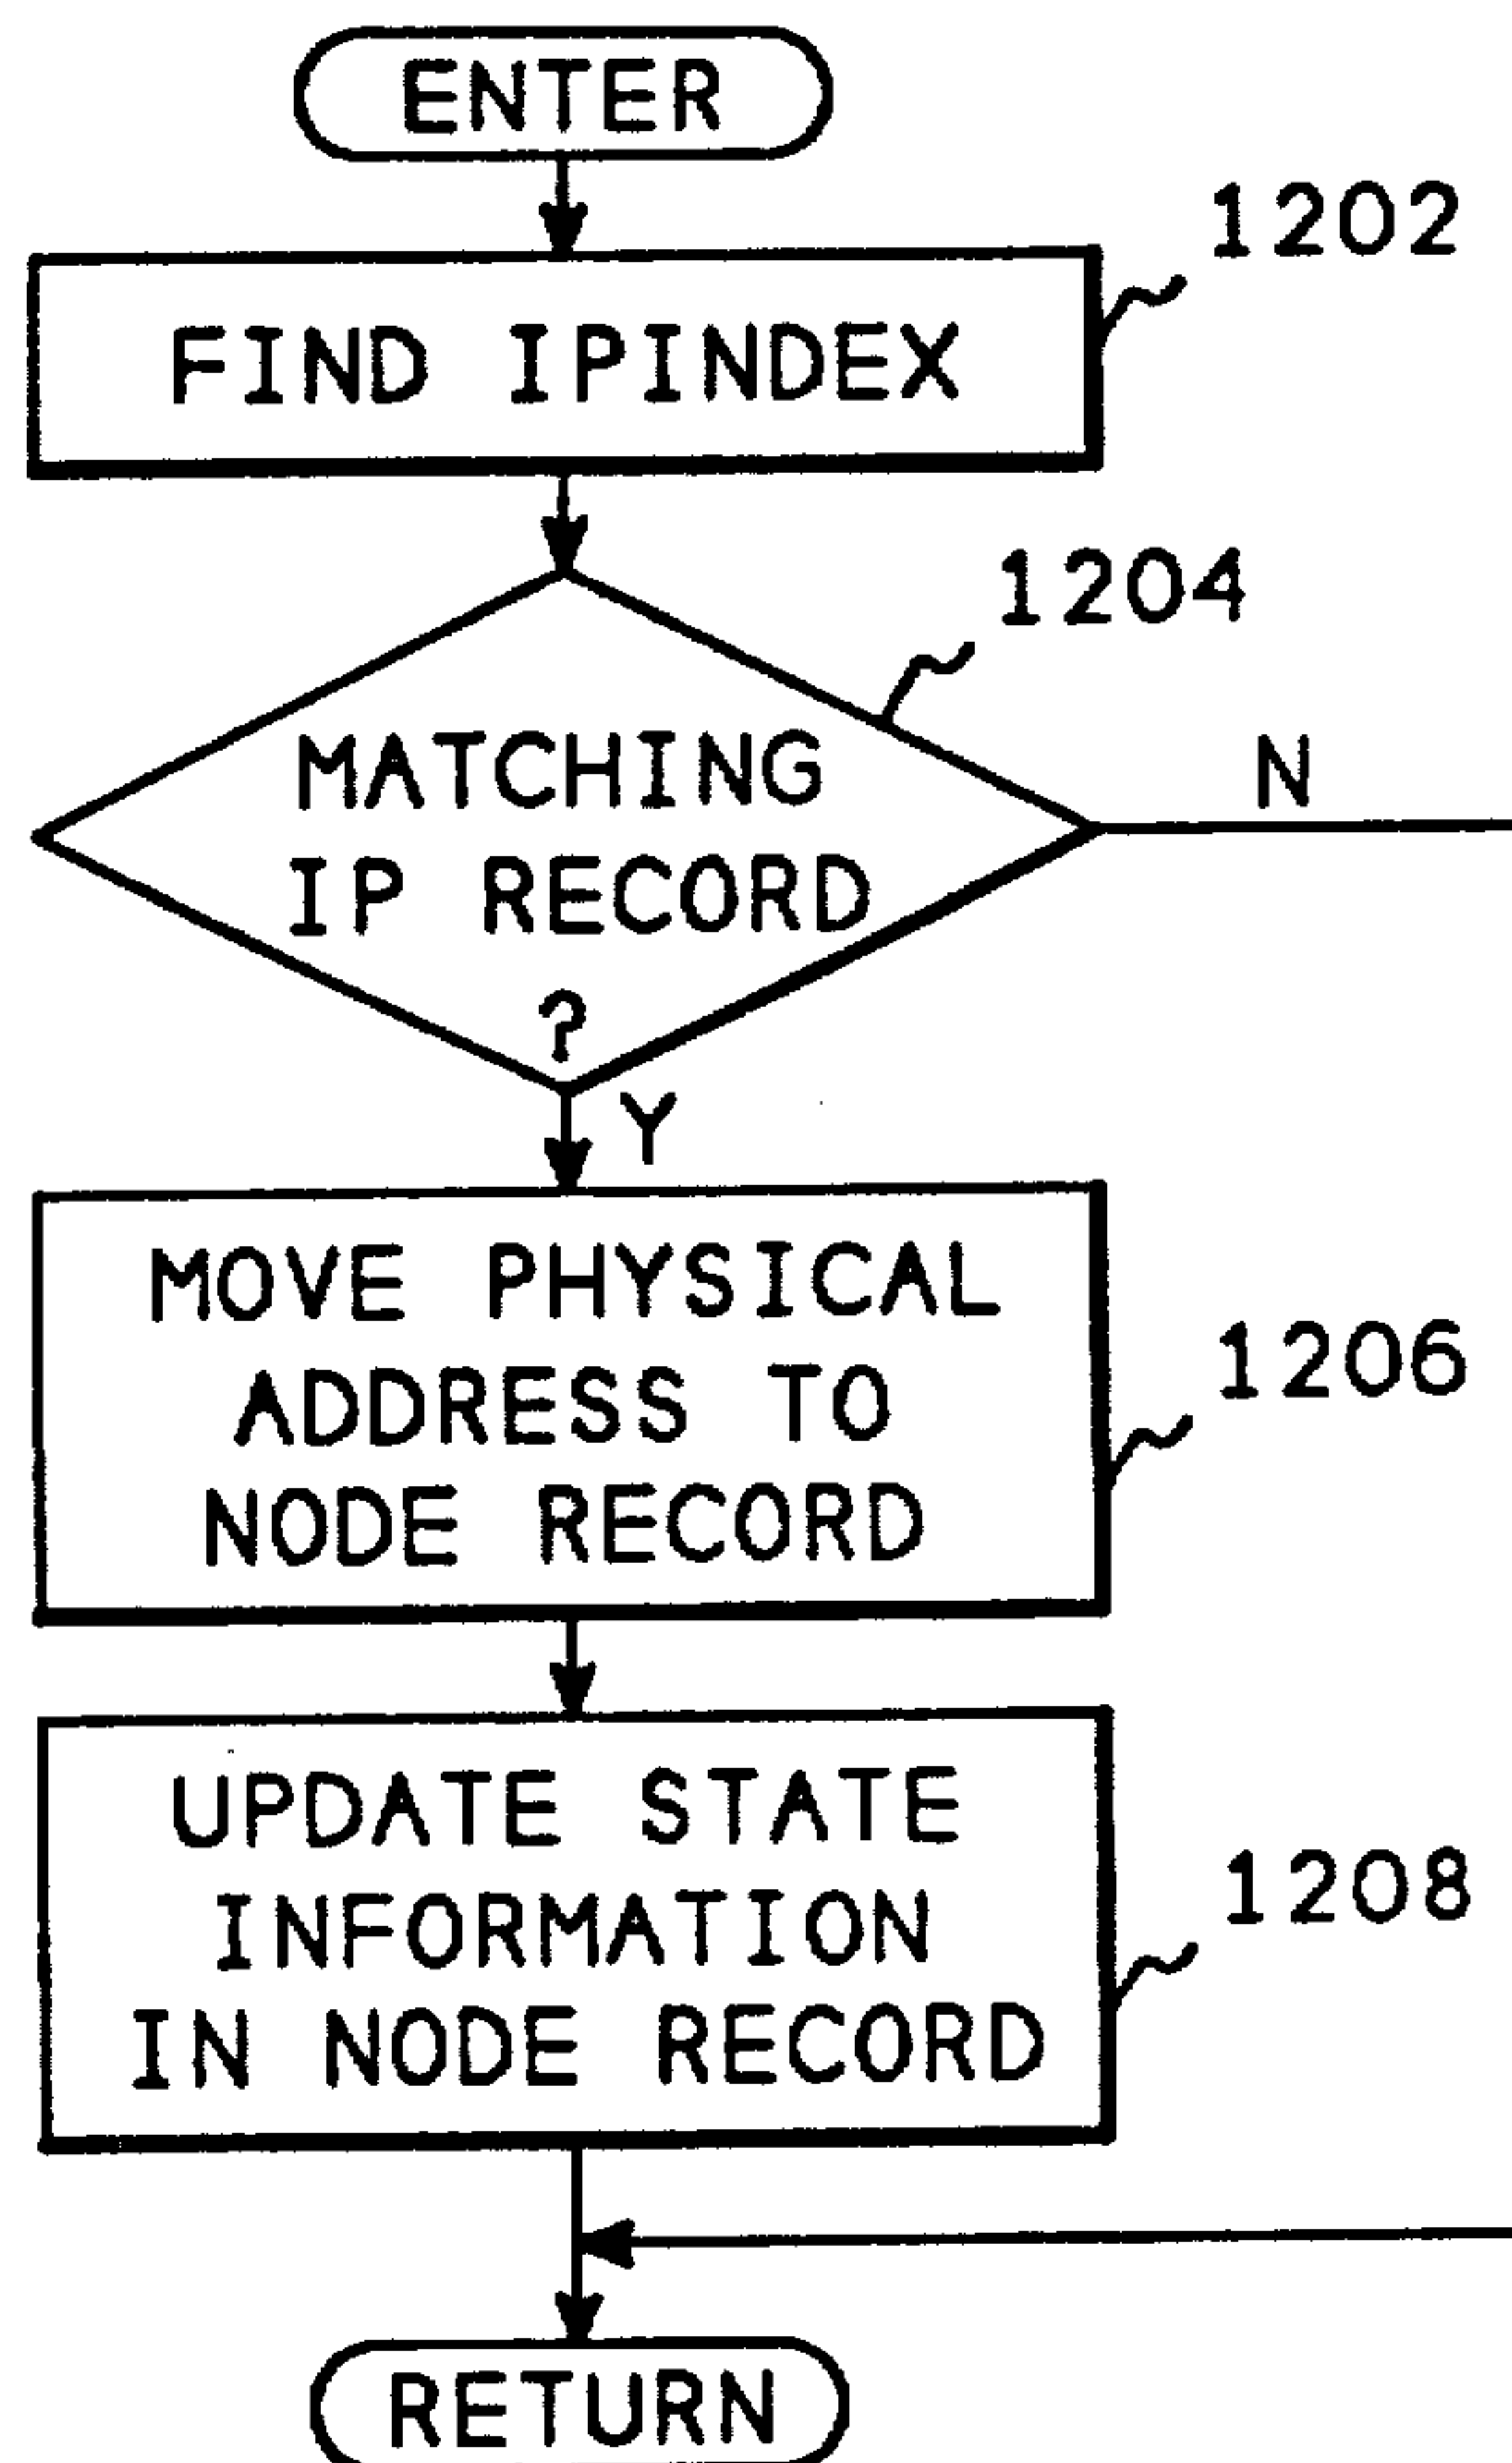 ENTER
1202
FIND IPINDEX
1204
MATCHING
IP RECORD
?
N
Y
MOVE PHYSICAL
ADDRESS TO
NODE RECORD
1206
UPDATE STATE
INFORMATION
IN NODE RECORD
1208
RETURN